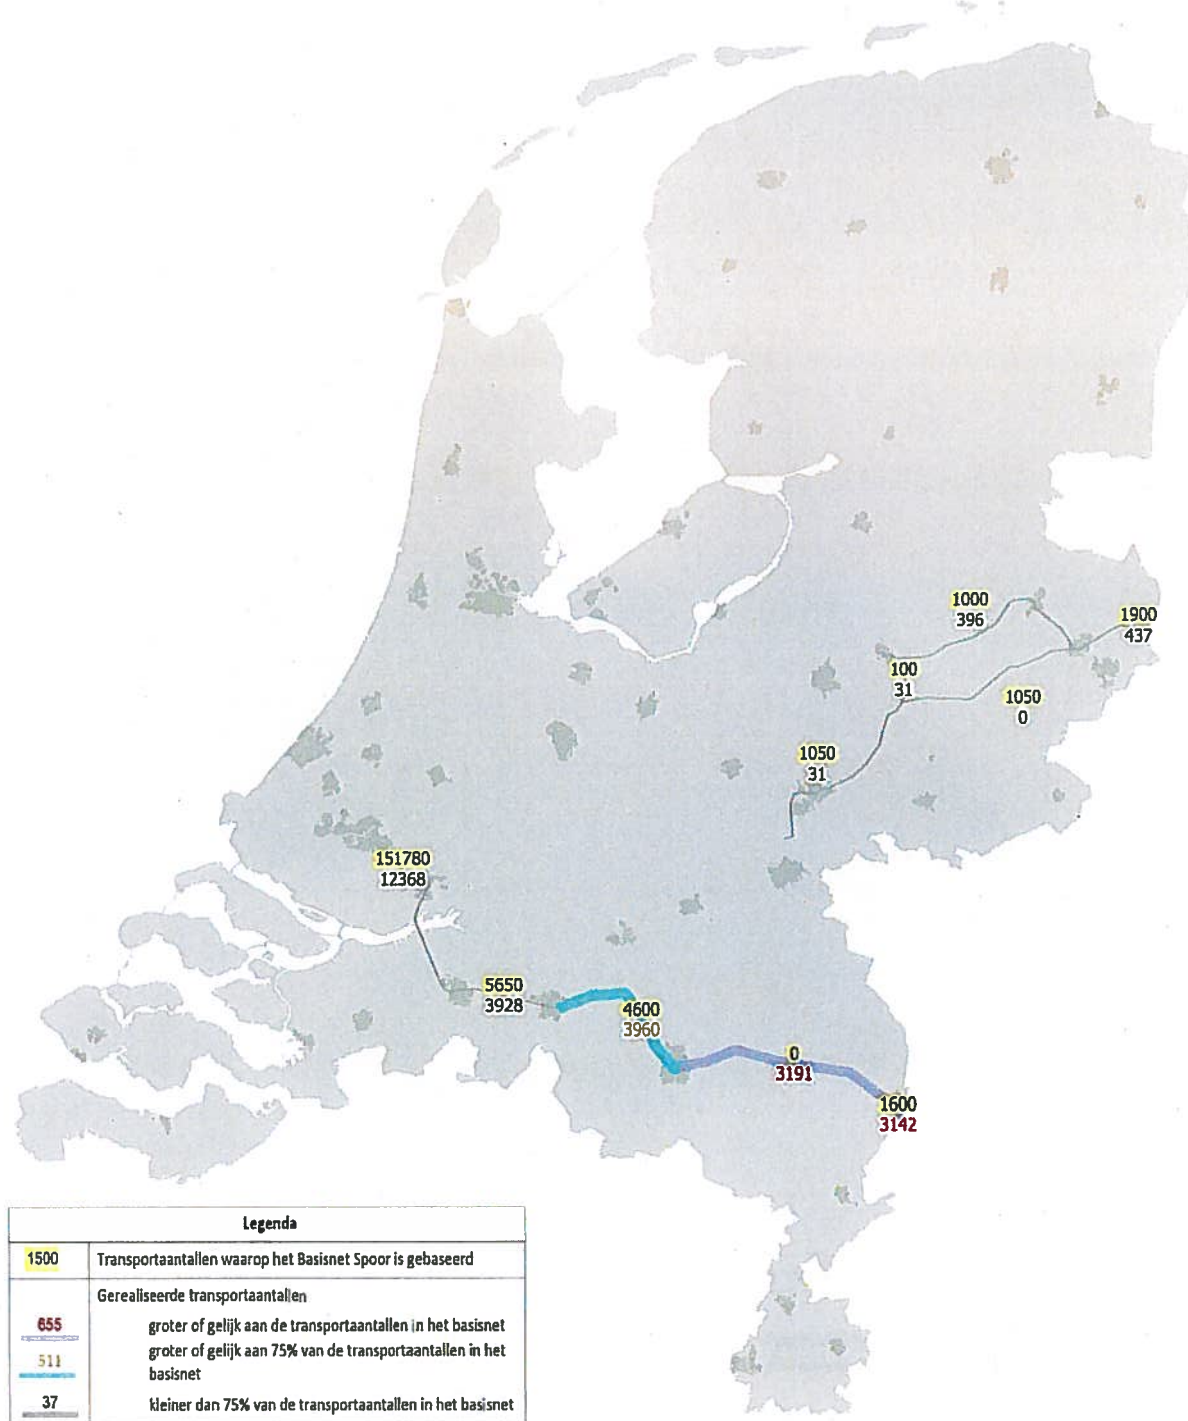 1000
396
1900
437
100
31
1050
0
1050
31
151780
12368
5650
3928
4600
3960
0
3191
1600
3142
Legenda
1500 Transportaantallen waarop het Basisnet Spoor is gebaseerd
Gerealiseerde transportaantallen
655 groter of gelijk aan de transportaantallen in het basisnet
511 groter of gelijk aan 75% van de transportaantallen in het
basisnet
37 kleiner dan 75% van de transportaantallen in het basisnet